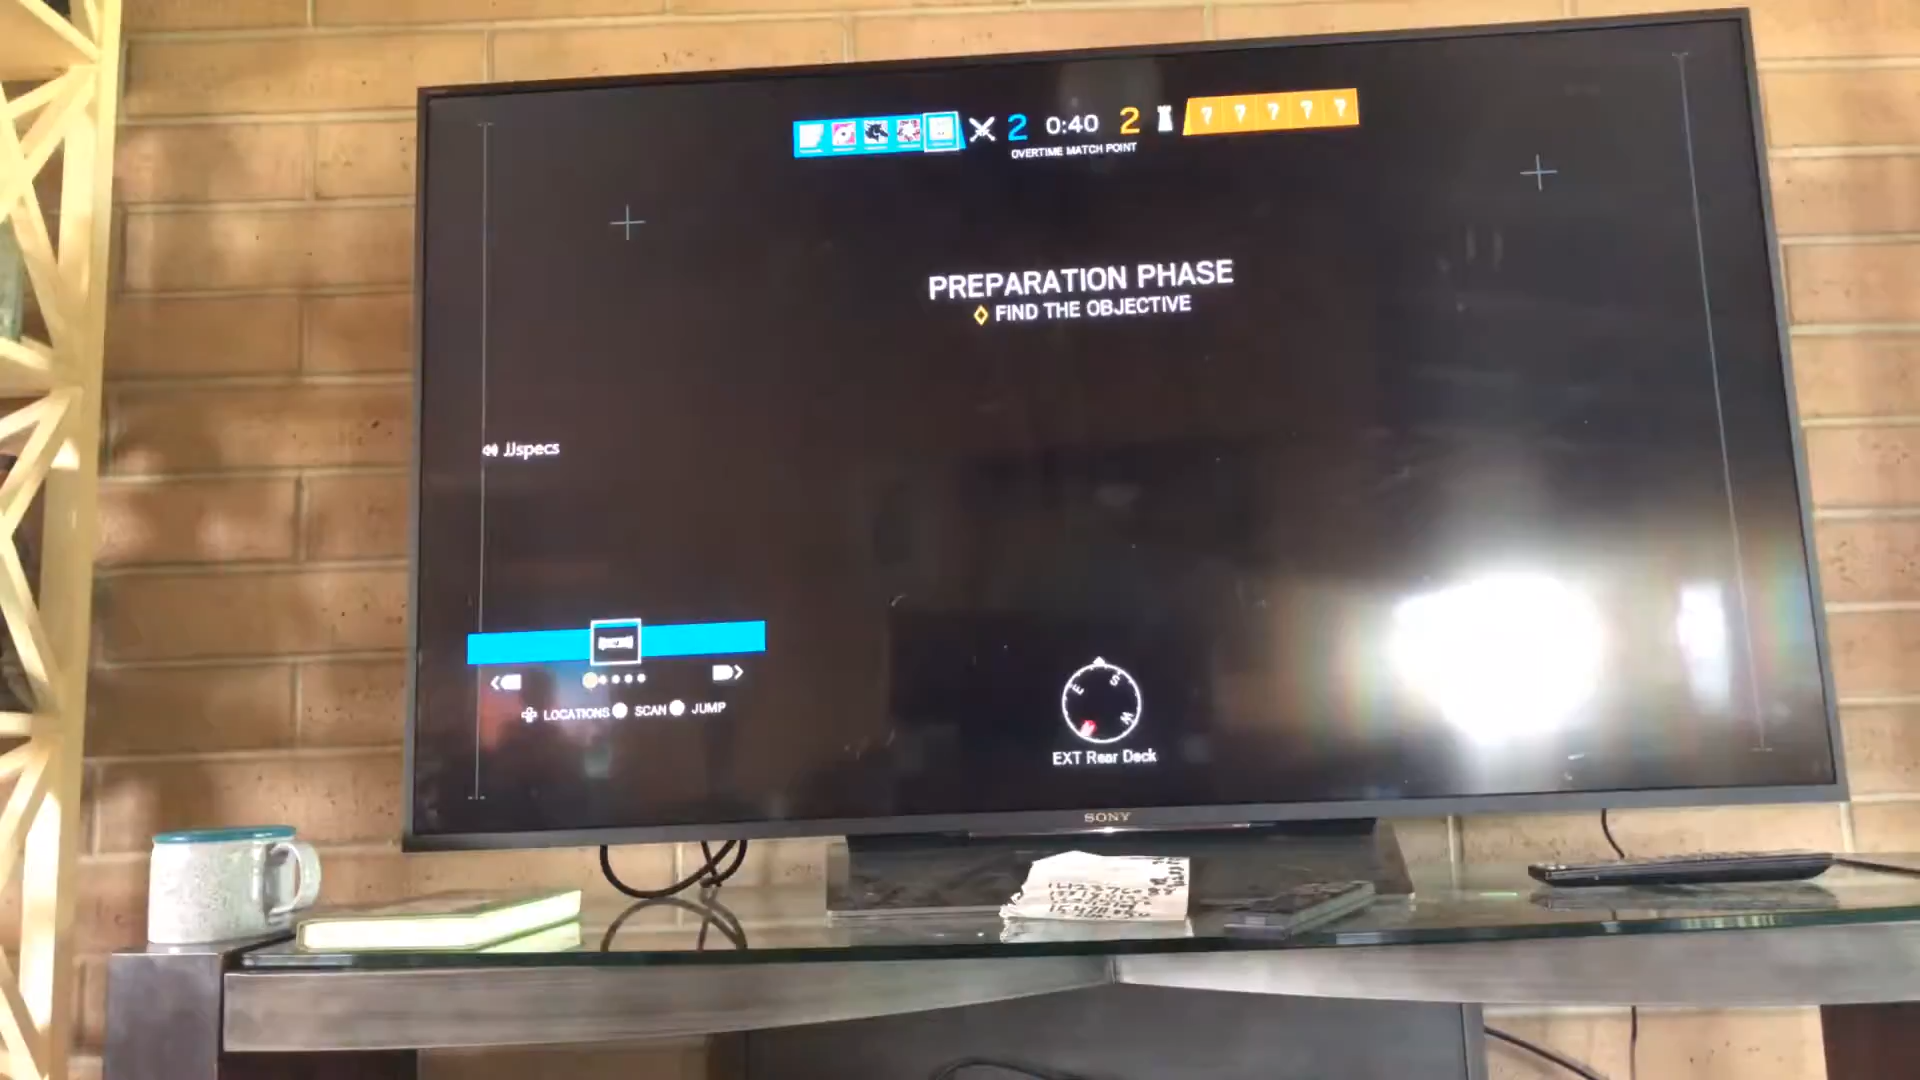 2 0:40 2 ? ? ? ? ?
OVERTIME MATCH POINT
PREPARATION PHASE
FIND THE OBJECTIVE
JJspecs
LOCATIONS SCAN JUMP
E S W
EXT Rear Deck
SONY